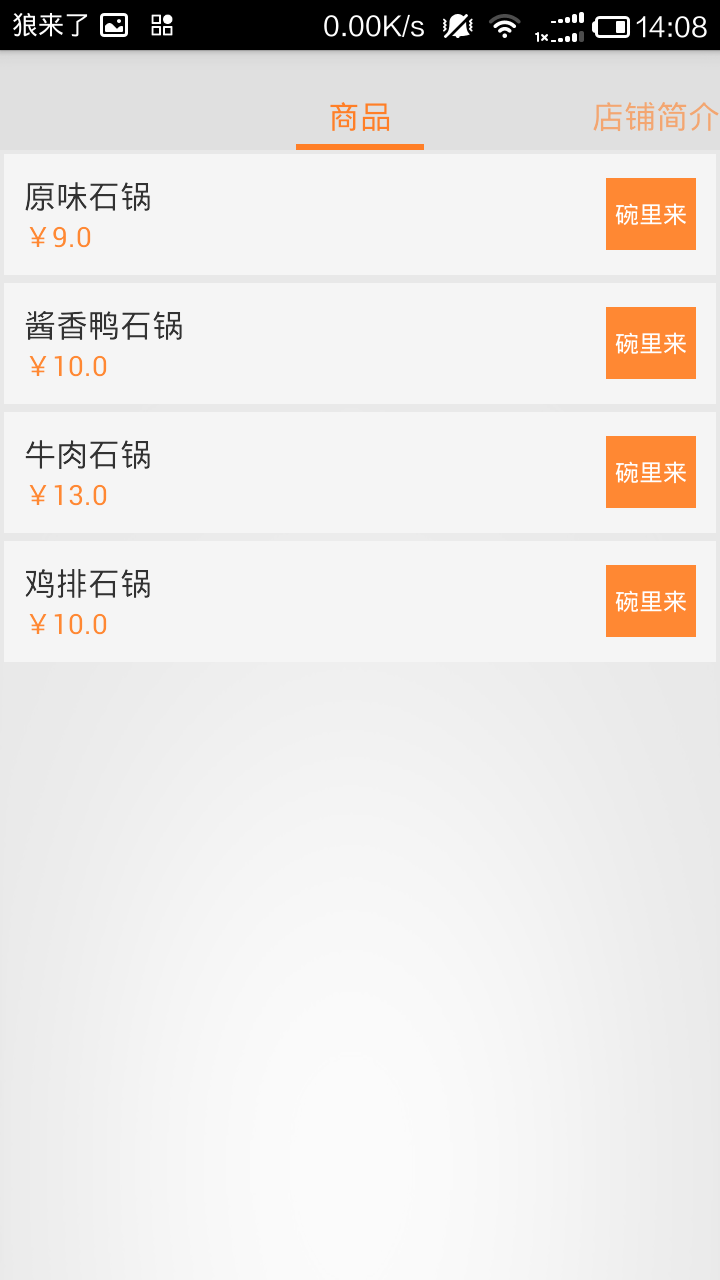 狼来了 0.00K/s 1× 14:08
商品 店铺简介
原味石锅
￥9.0
碗里来
酱香鸭石锅
￥10.0
碗里来
牛肉石锅
￥13.0
碗里来
鸡排石锅
￥10.0
碗里来